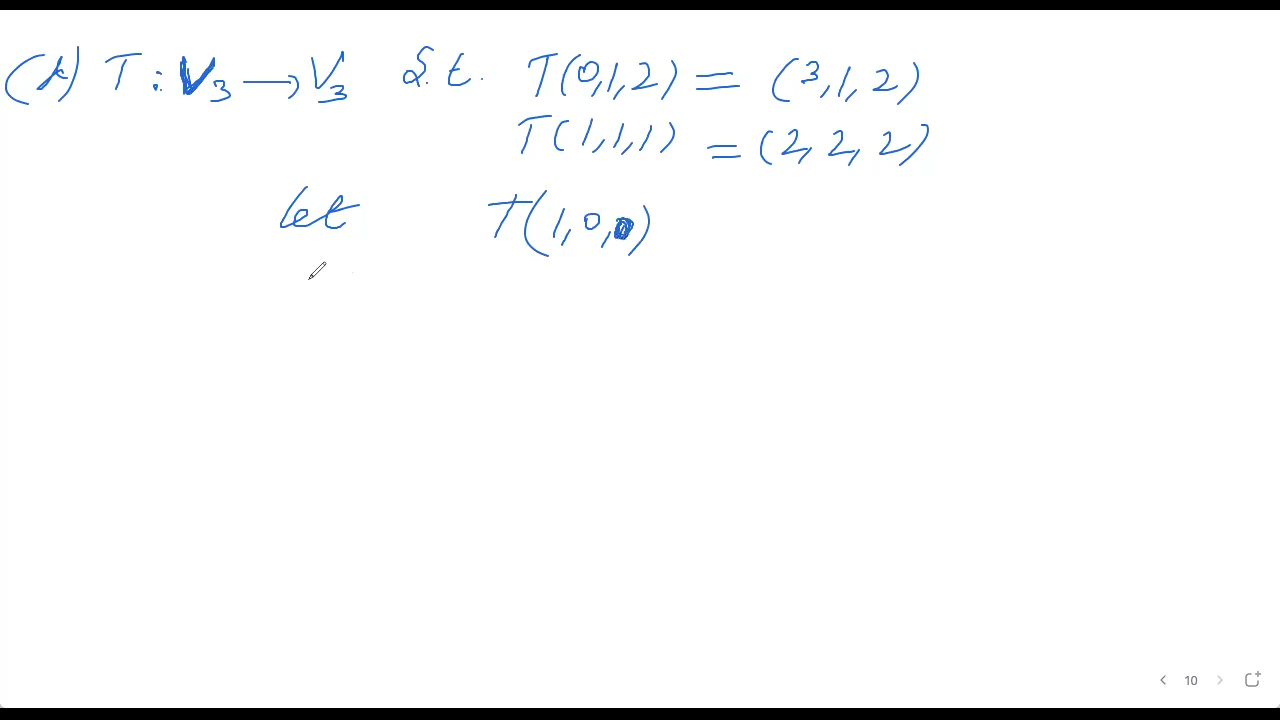 (k) T : V₃ → V₃ s.t. T(0,1,2) = (3,1,2)
T(1,1,1) = (2,2,2)
let T(1,0,0)
10